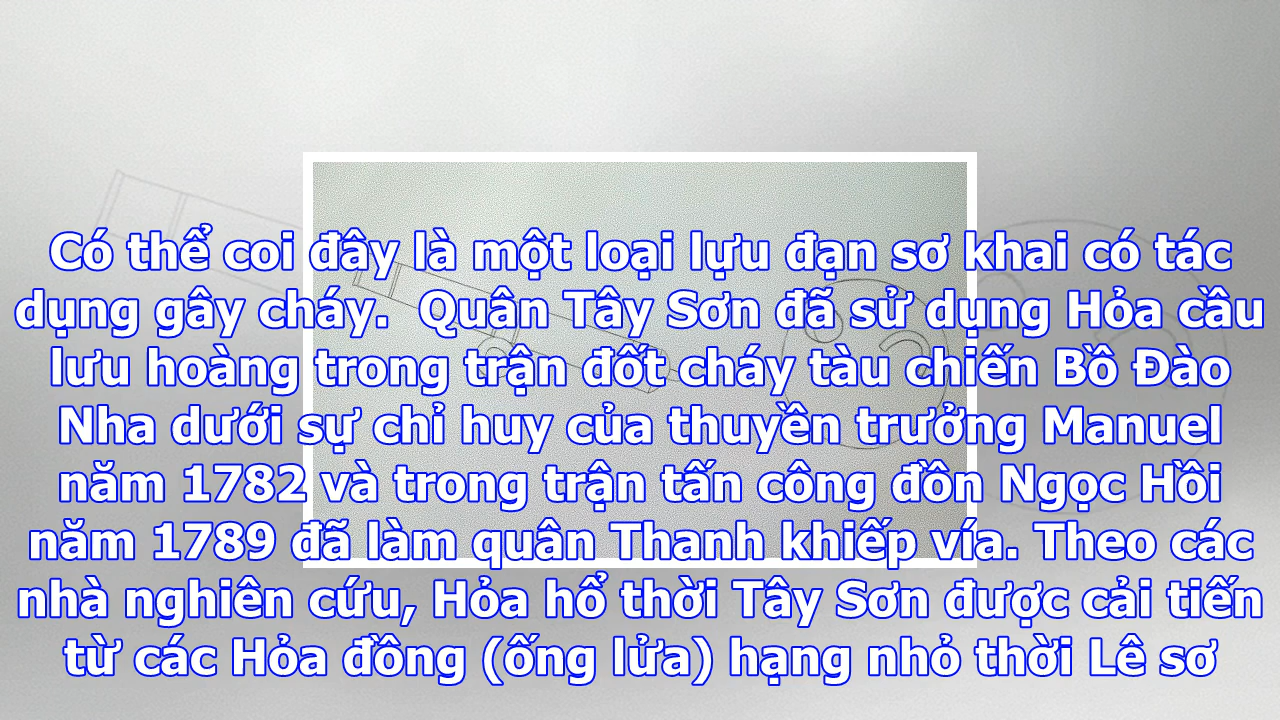 Có thể coi đây là một loại lựu đạn sơ khai có tác
dụng gây cháy.  Quân Tây Sơn đã sử dụng Hỏa cầu
lưu hoàng trong trận đốt cháy tàu chiến Bồ Đào
Nha dưới sự chỉ huy của thuyền trưởng Manuel
năm 1782 và trong trận tấn công đồn Ngọc Hồi
năm 1789 đã làm quân Thanh khiếp vía. Theo các
nhà nghiên cứu, Hỏa hổ thời Tây Sơn được cải tiến
từ các Hỏa đồng (ống lửa) hạng nhỏ thời Lê sơ